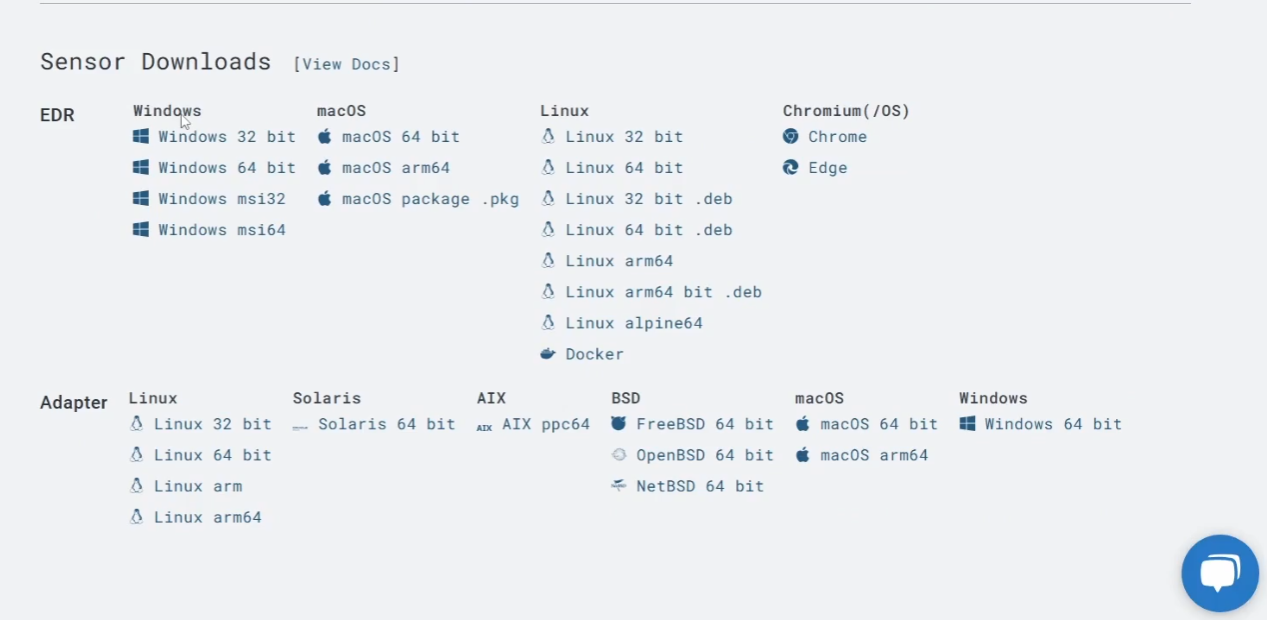 Sensor Downloads [View Docs]
EDR
Windows
Windows 32 bit
Windows 64 bit
Windows msi32
Windows msi64
macOS
macOS 64 bit
macOS arm64
macOS package .pkg
Linux
Linux 32 bit
Linux 64 bit
Linux 32 bit .deb
Linux 64 bit .deb
Linux arm64
Linux arm64 bit .deb
Linux alpine64
Docker
Chromium(/OS)
Chrome
Edge
Adapter
Linux
Linux 32 bit
Linux 64 bit
Linux arm
Linux arm64
Solaris
Solaris 64 bit
AIX
AIX AIX ppc64
BSD
FreeBSD 64 bit
OpenBSD 64 bit
NetBSD 64 bit
macOS
macOS 64 bit
macOS arm64
Windows
Windows 64 bit